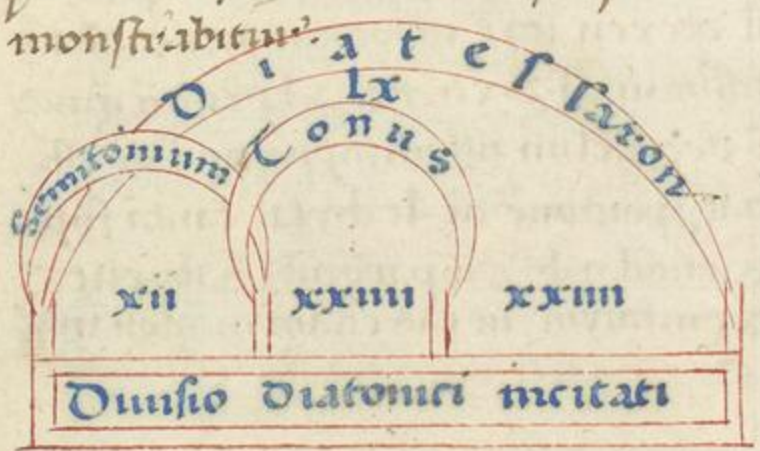 monstrabitur.
Diatessaron
lx
Semitonium Tonus
xii xxiiii xxiiii
Diuisio diatonici incitati